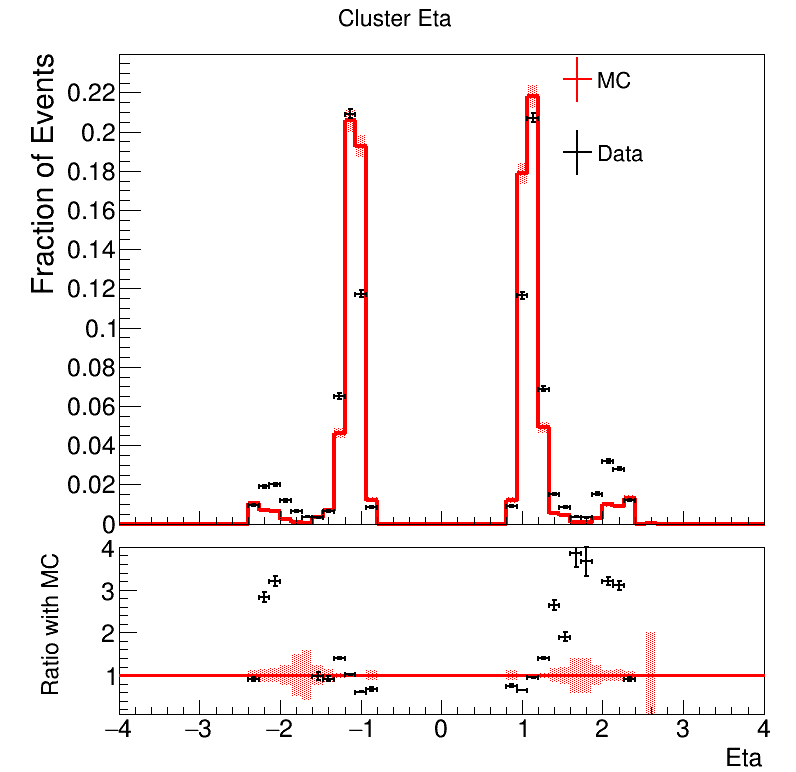 Cluster Eta
Fraction of Events
0.22
0.2
0.18
0.16
0.14
0.12
0.1
0.08
0.06
0.04
0.02
0
MC
Data
Ratio with MC
4
3
2
1
−4 −3 −2 −1 0 1 2 3 4
Eta